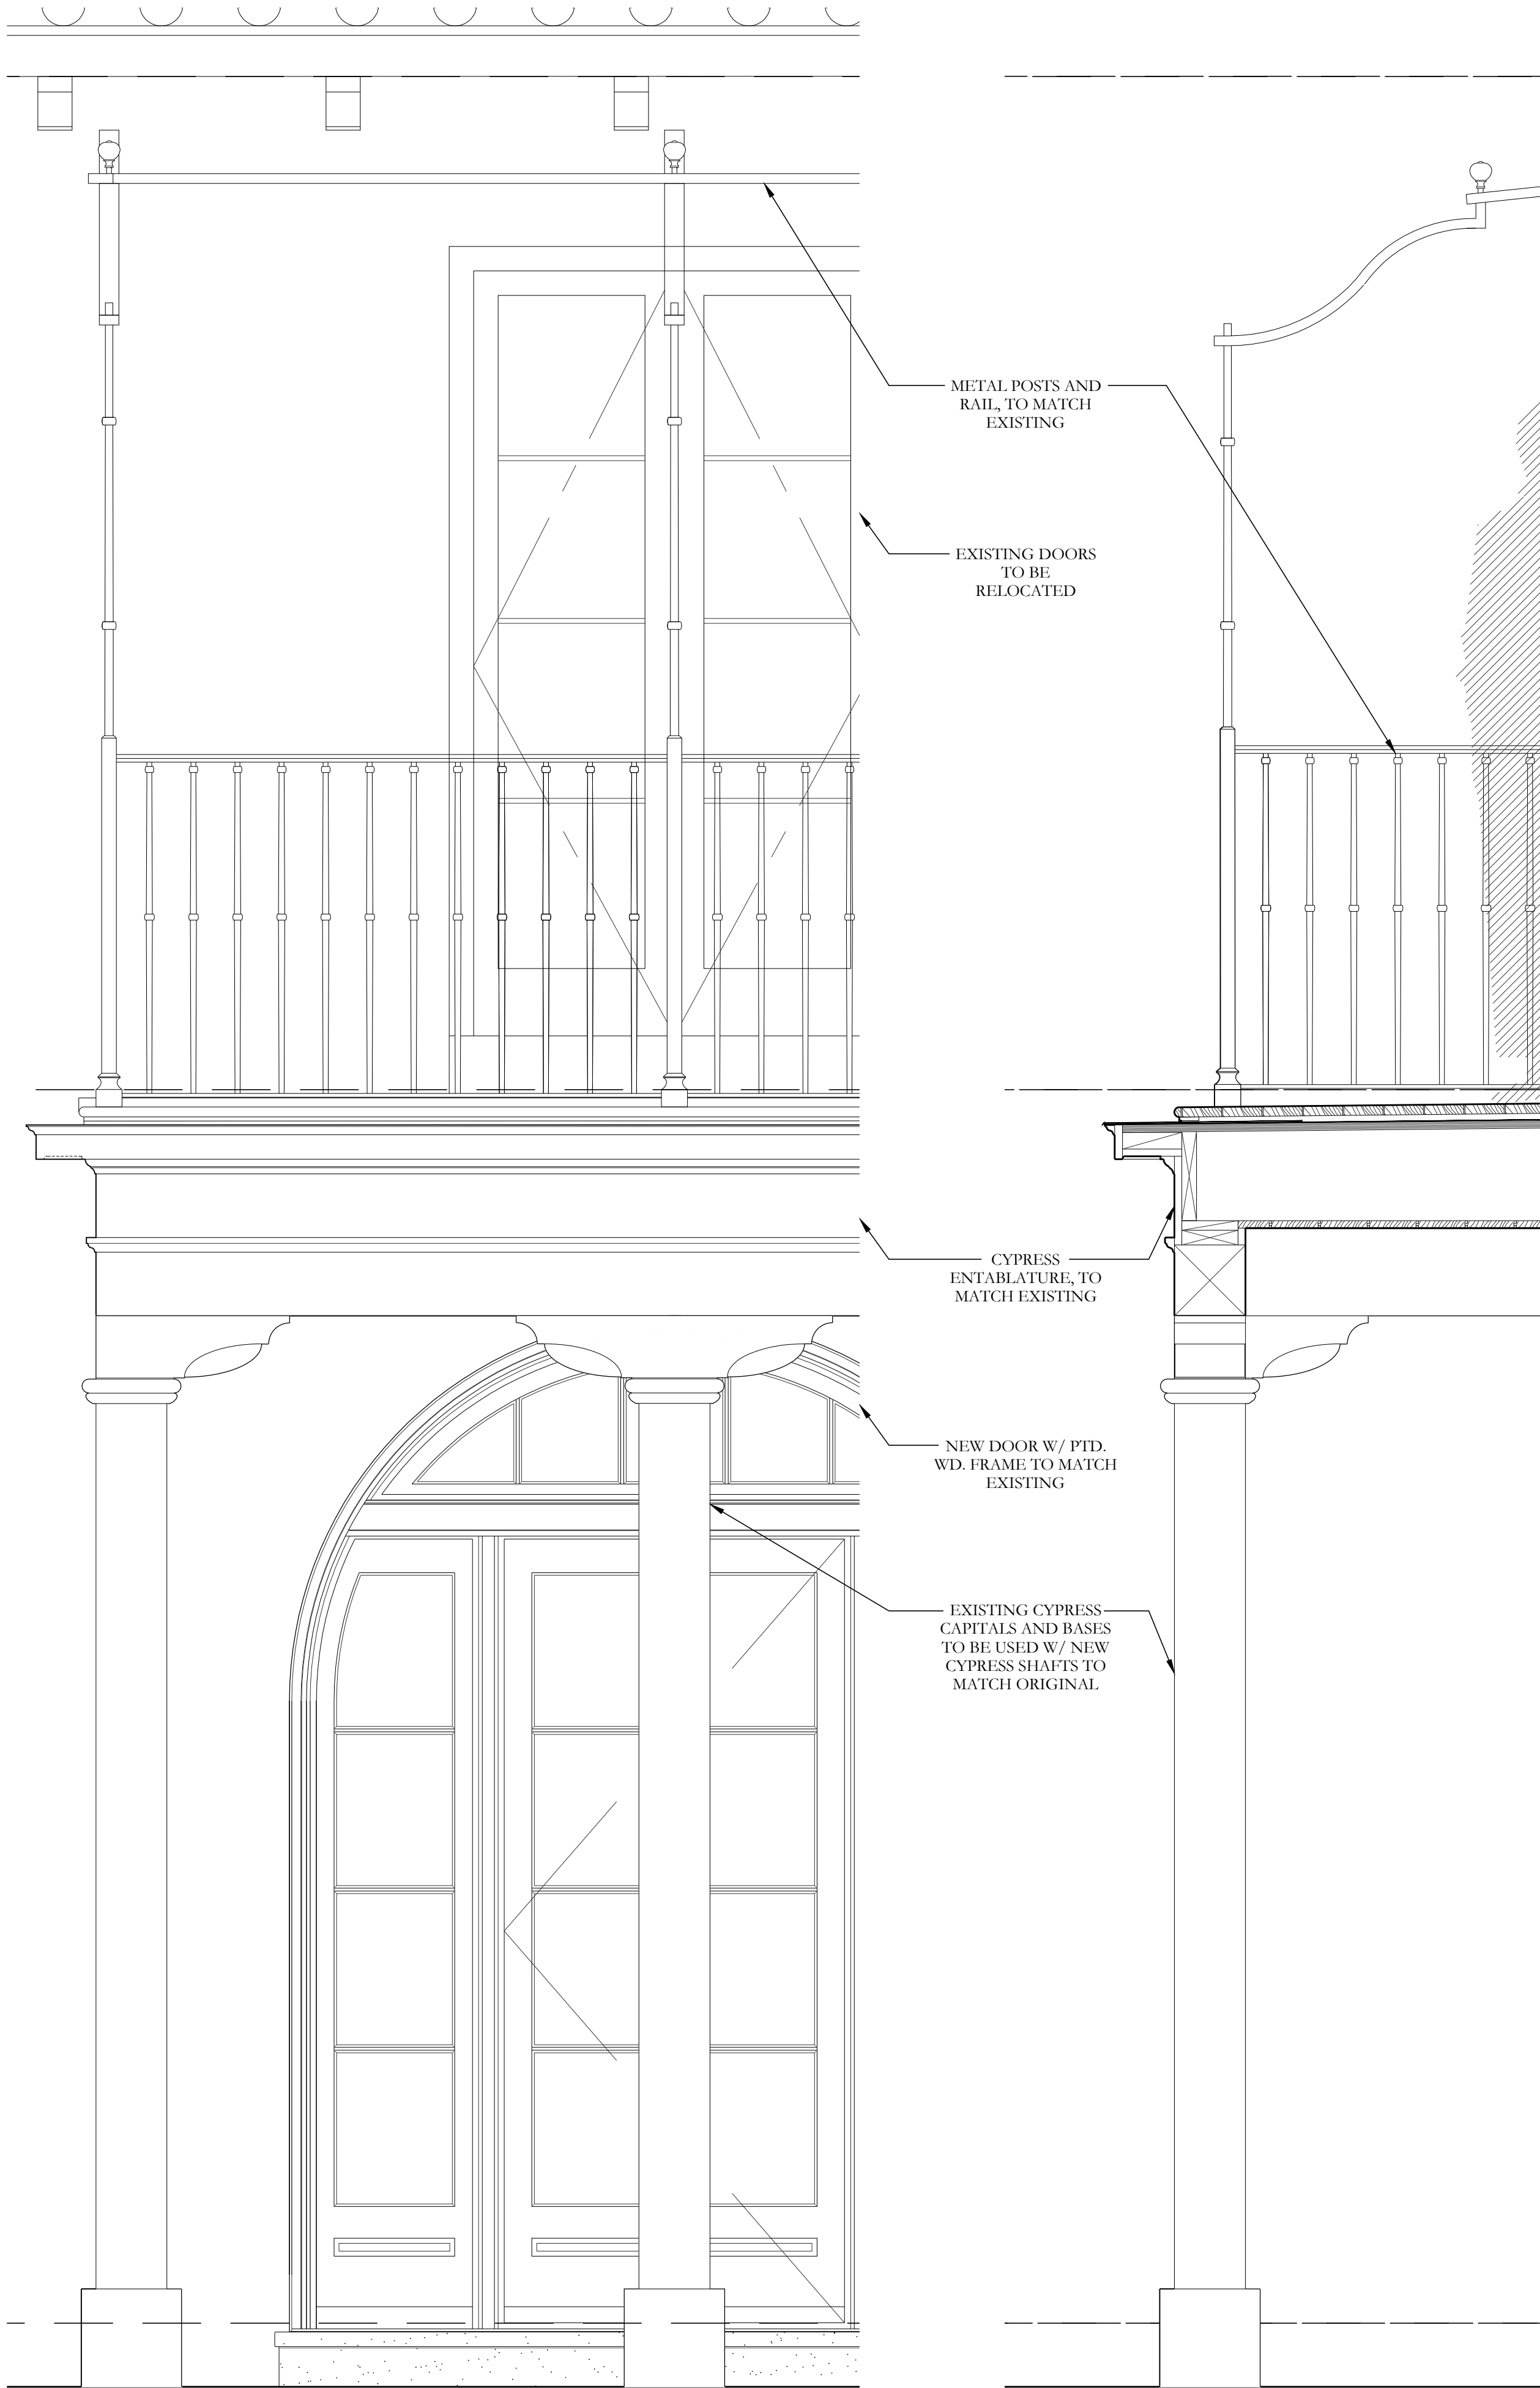 METAL POSTS AND
RAIL, TO MATCH
EXISTING
EXISTING DOORS
TO BE
RELOCATED
CYPRESS
ENTABLATURE, TO
MATCH EXISTING
NEW DOOR W/ PTD.
WD. FRAME TO MATCH
EXISTING
EXISTING CYPRESS
CAPITALS AND BASES
TO BE USED W/ NEW
CYPRESS SHAFTS TO
MATCH ORIGINAL